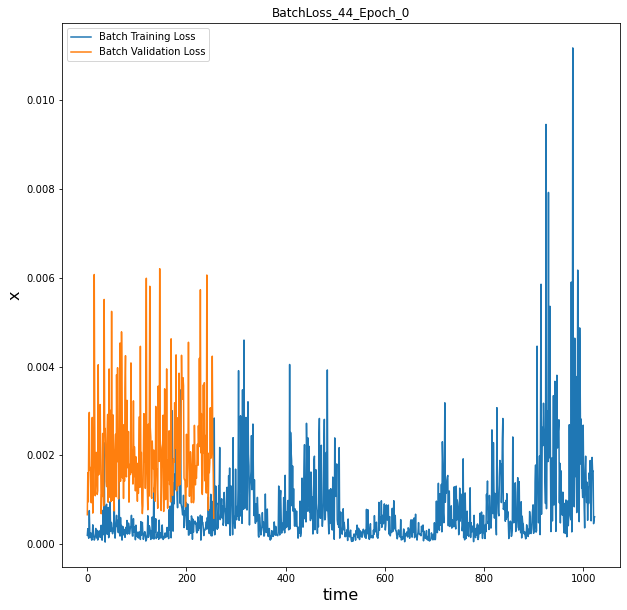 BatchLoss_44_Epoch_0
Batch Training Loss
Batch Validation Loss
0.010
0.008
0.006
0.004
0.002
0.000
x
0 200 400 600 800 1000
time